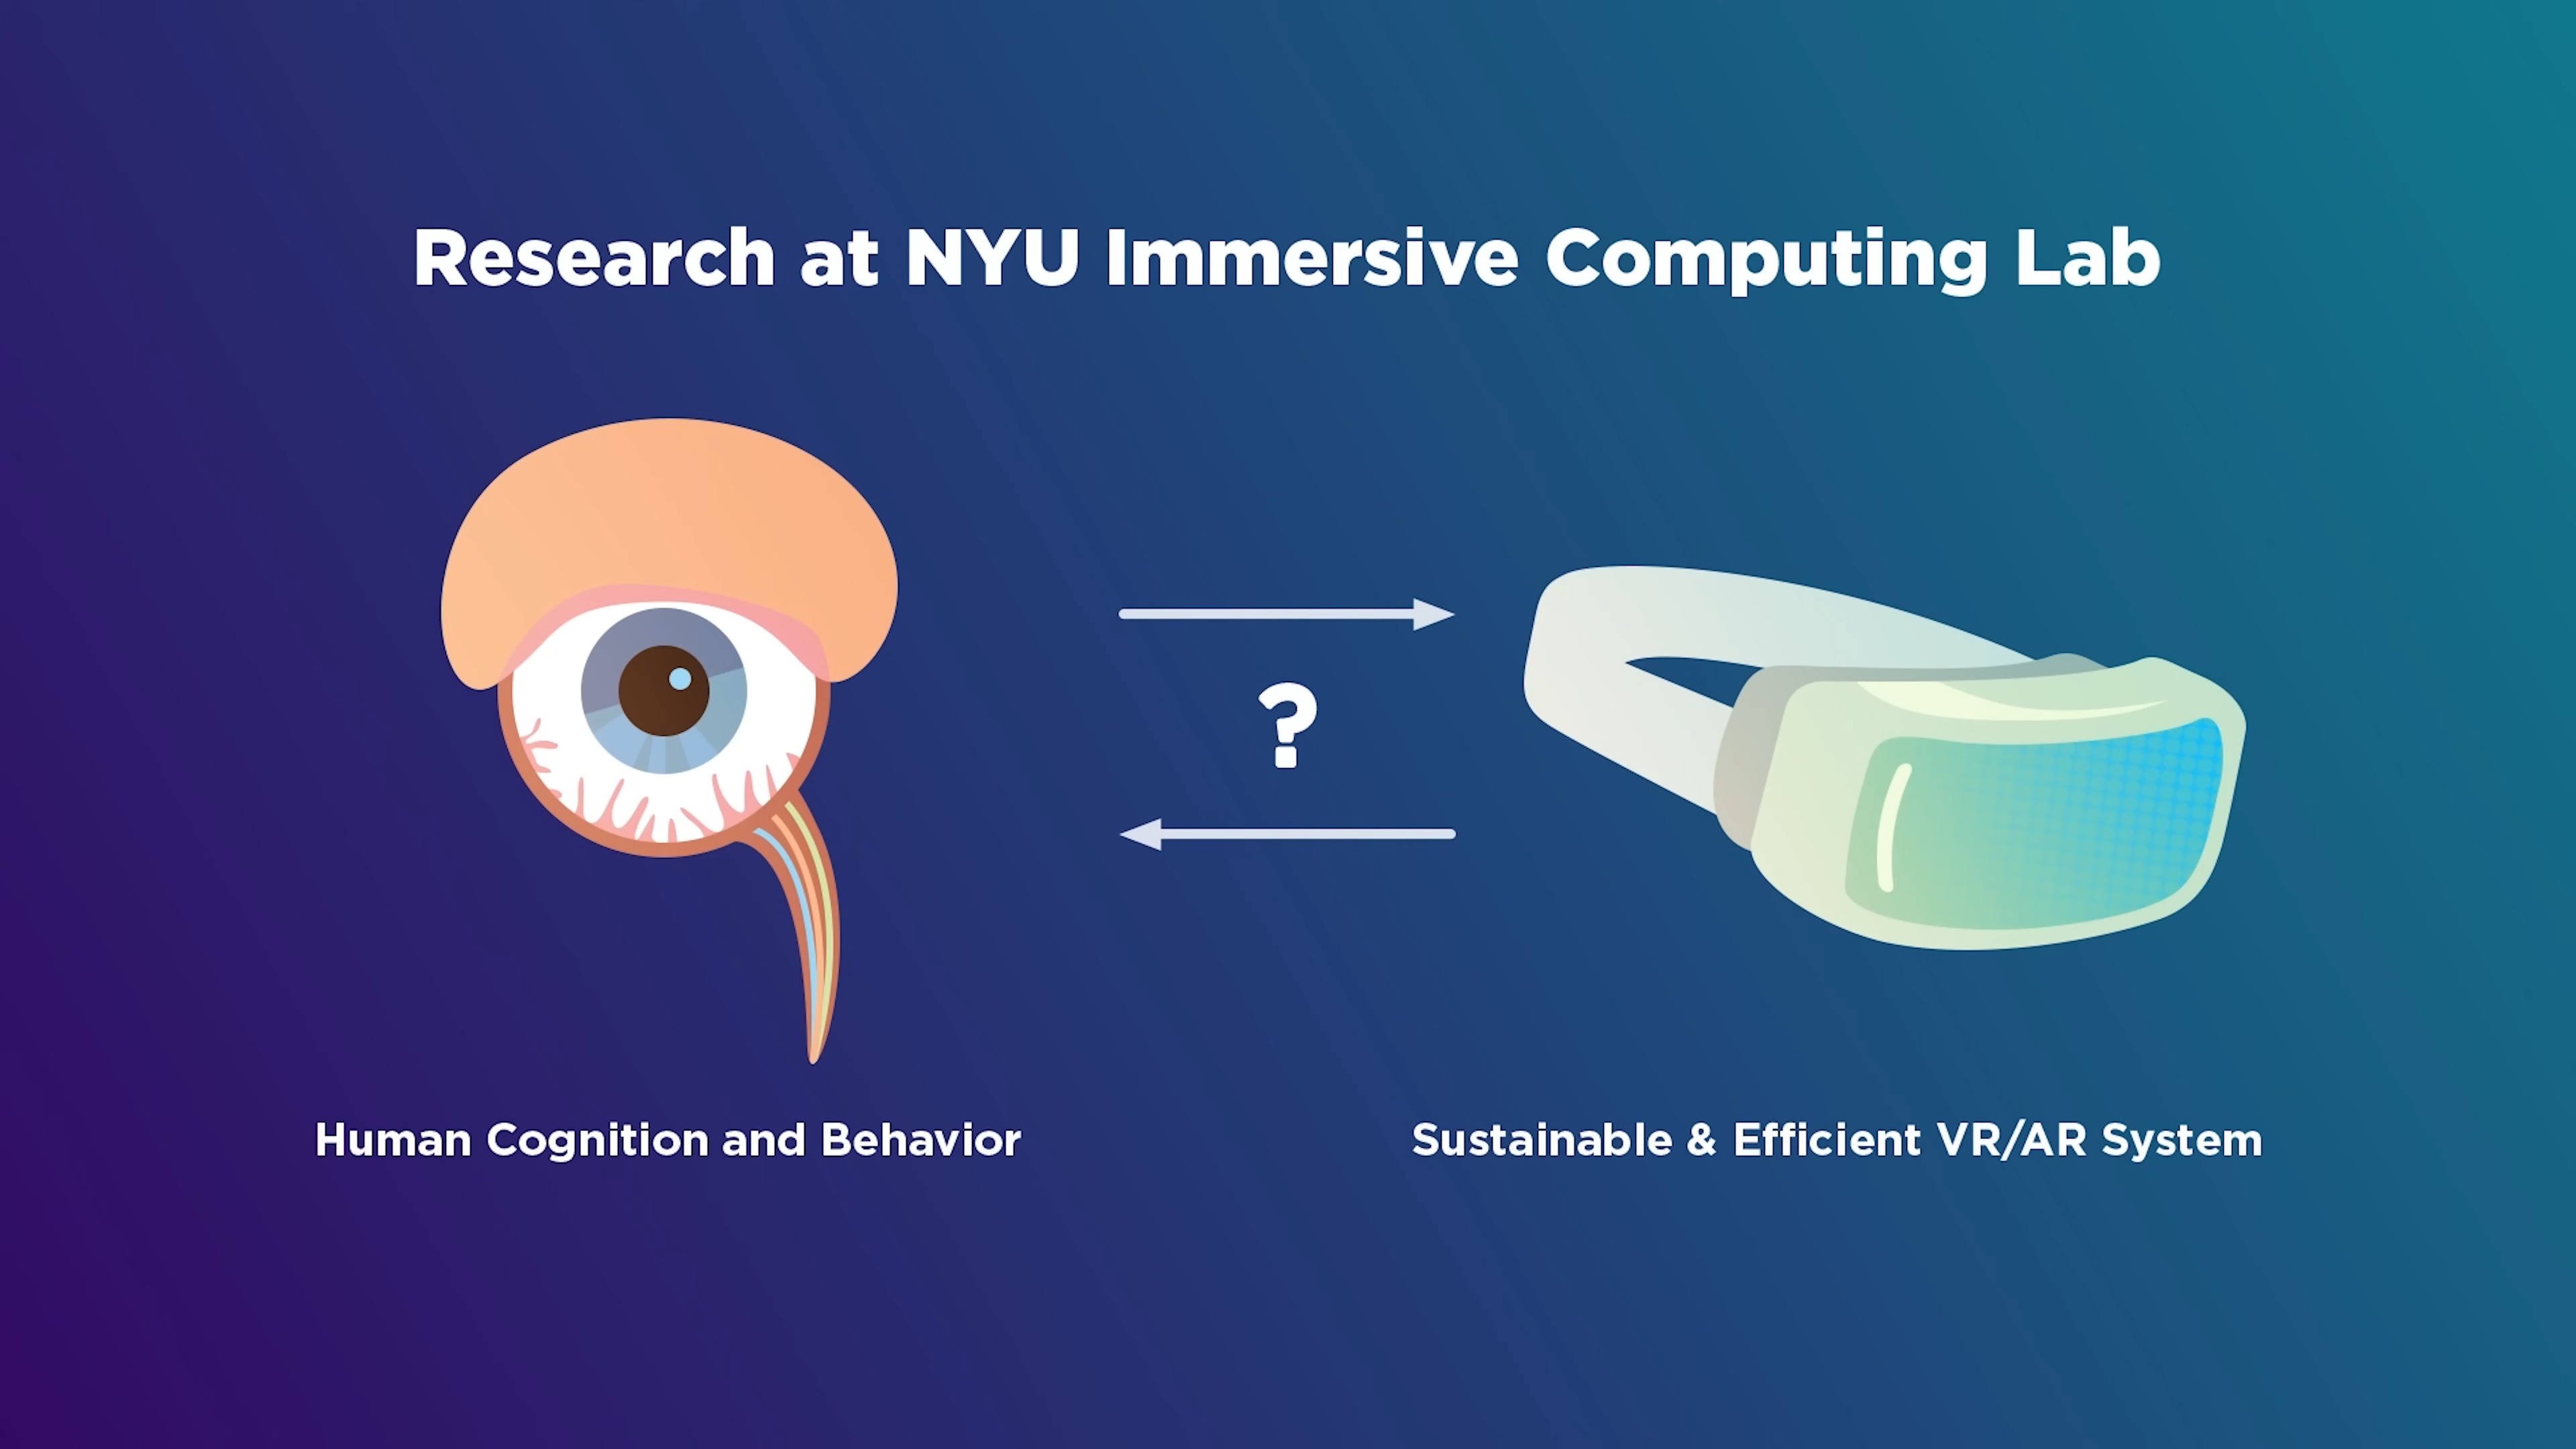 Research at NYU Immersive Computing Lab
?
Human Cognition and Behavior
Sustainable & Efficient VR/AR System